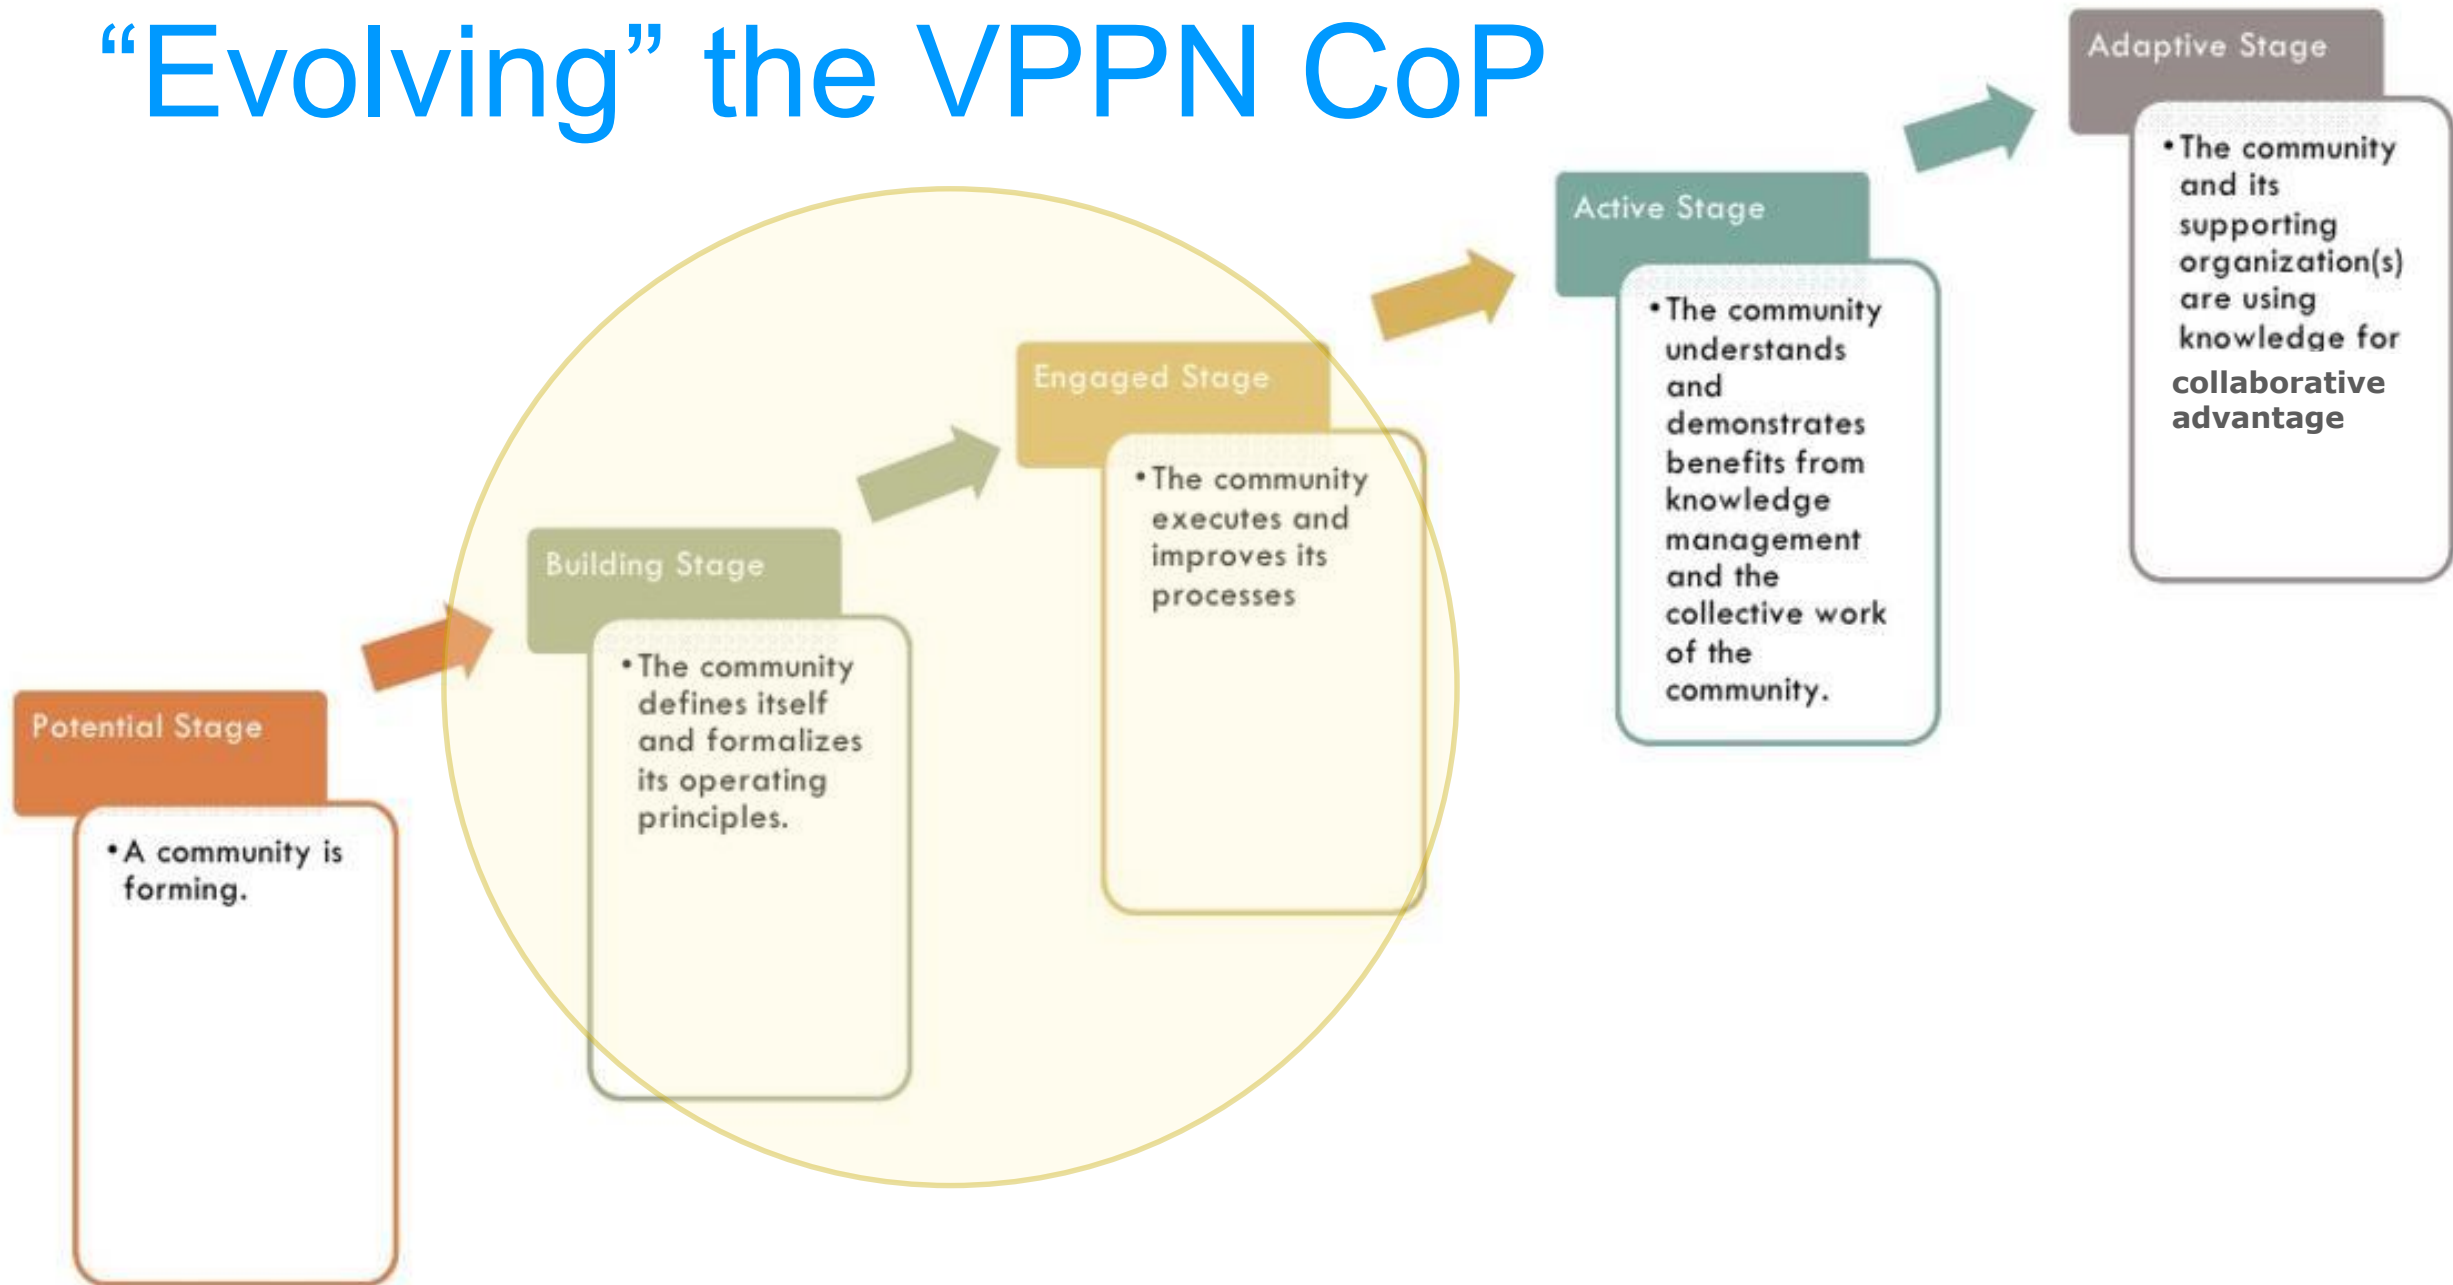 “Evolving” the VPPN CoP
Potential Stage
•A community is
forming.
Building Stage
•The community
defines itself
and formalizes
its operating
principles.
Engaged Stage
•The community
executes and
improves its
processes
Active Stage
•The community
understands
and
demonstrates
benefits from
knowledge
management
and the
collective work
of the
community.
Adaptive Stage
•The community
and its
supporting
organization(s)
are using
knowledge for
collaborative
advantage